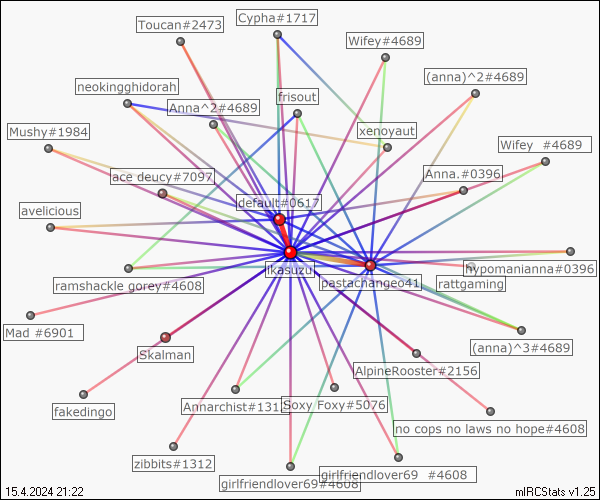 Cypha#1717
Toucan#2473
Wifey#4689
(anna)^2#4689
neokingghidorah
frisout
Anna^2#4689
Mushy#1984
xenoyaut
Wifey #4689
ace deucy#7097
Anna.#0396
default#0617
avelicious
ikasuzu
hypomanianna#0396
ramshackle gorey#4608
pastachangeo41
rattgaming
Mad #6901
(anna)^3#4689
Skalman
AlpineRooster#2156
fakedingo
Annarchist#1312
Soxy Foxy#5076
no cops no laws no hope#4608
zibbits#1312
girlfriendlover69 #4608
girlfriendlover69#4608
15.4.2024 21:22
mIRCStats v1.25